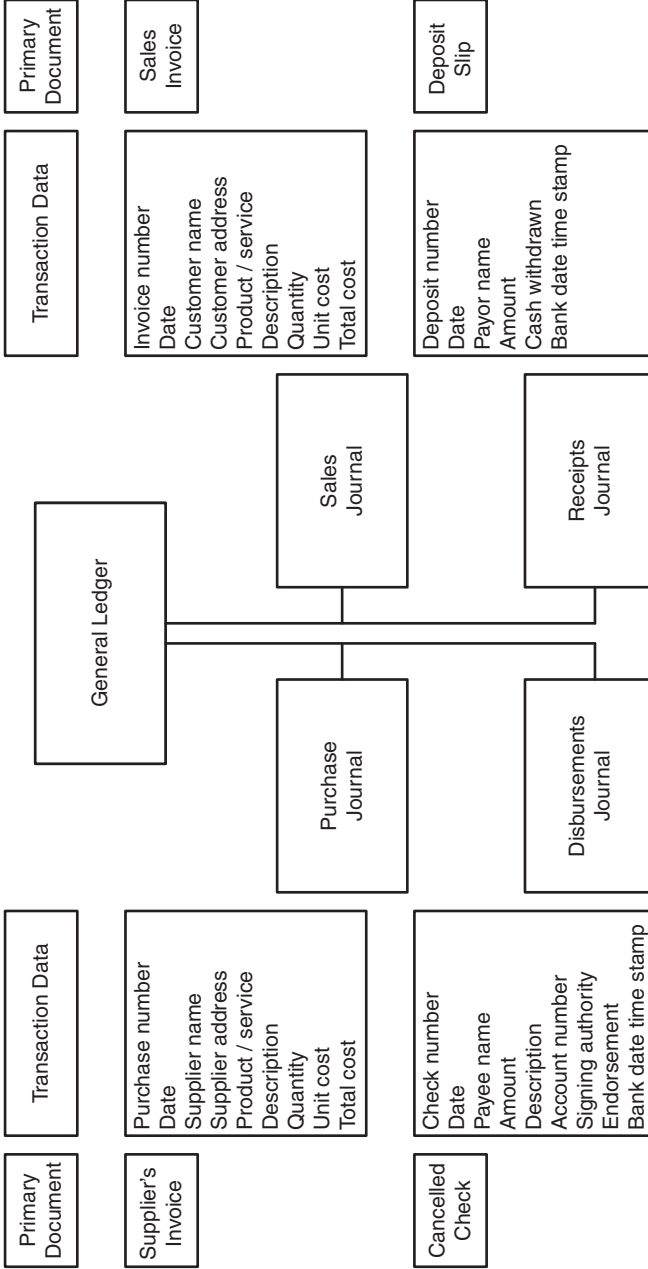 Primary
Document
Transaction Data
General Ledger
Transaction Data
Primary
Document
Supplier's
Invoice
Purchase number
Date
Supplier name
Supplier address
Product / service
Description
Quantity
Unit cost
Total cost
Purchase
Journal
Sales
Journal
Invoice number
Date
Customer name
Customer address
Product / service
Description
Quantity
Unit cost
Total cost
Sales
Invoice
Cancelled
Check
Check number
Date
Payee name
Amount
Description
Account number
Signing authority
Endorsement
Bank date time stamp
Disbursements
Journal
Receipts
Journal
Deposit number
Date
Payor name
Amount
Cash withdrawn
Bank date time stamp
Deposit
Slip